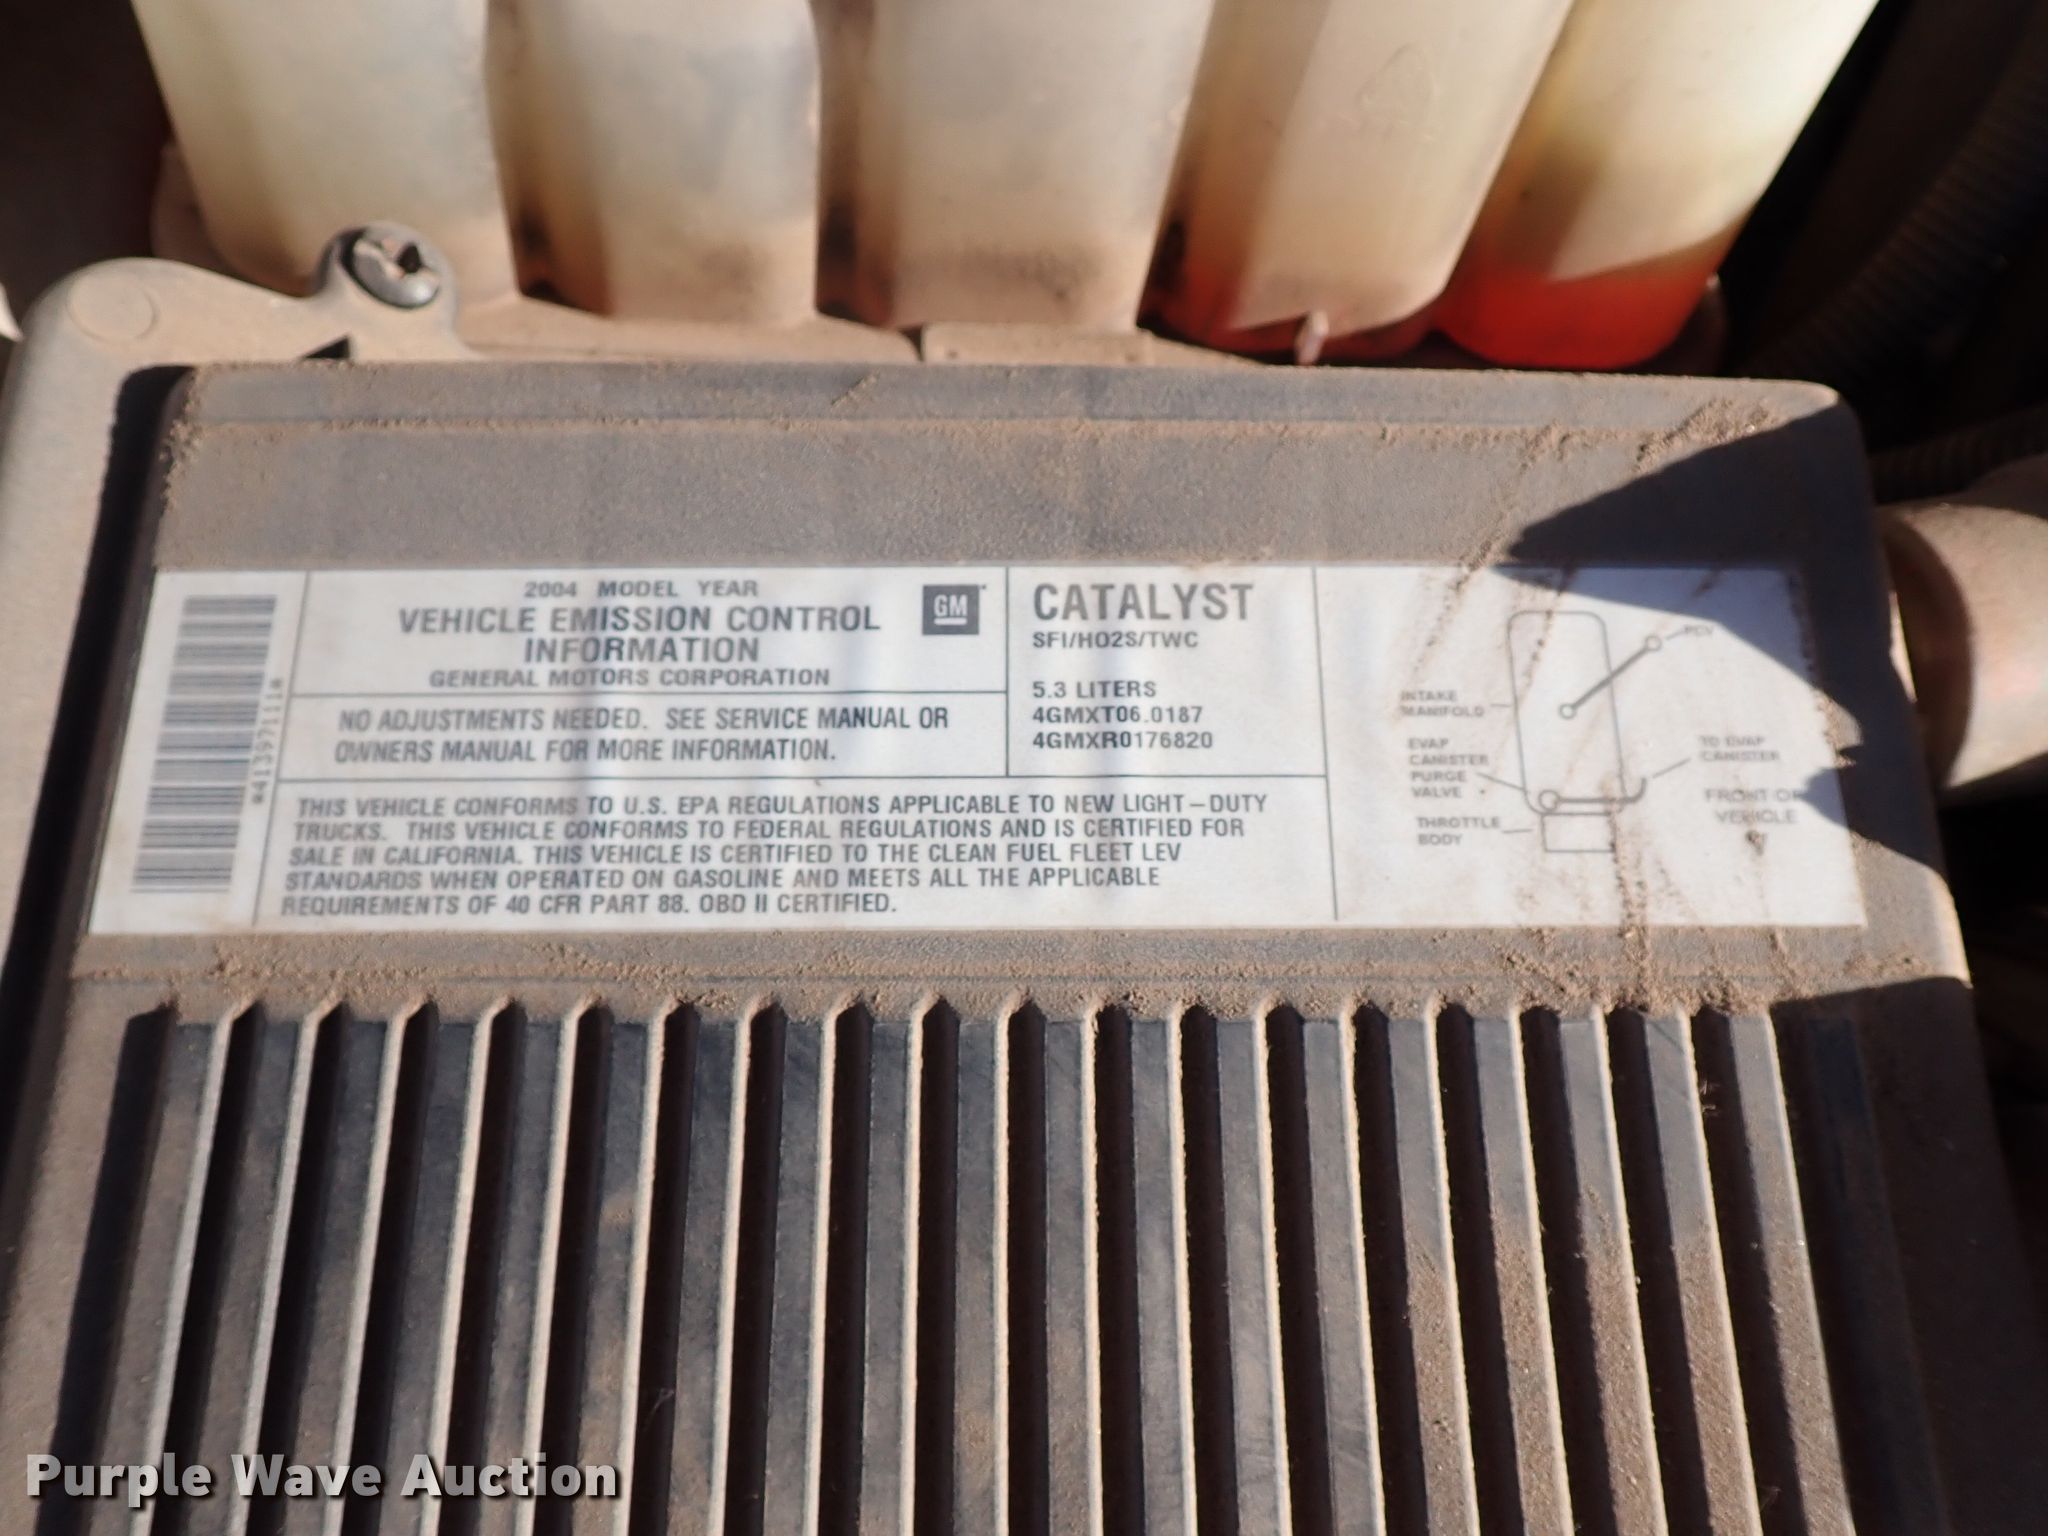 *41397111*
2004 MODEL YEAR
VEHICLE EMISSION CONTROL
INFORMATION
GENERAL MOTORS CORPORATION
GM
NO ADJUSTMENTS NEEDED. SEE SERVICE MANUAL OR
OWNERS MANUAL FOR MORE INFORMATION.
CATALYST
SFI/HO2S/TWC
5.3 LITERS
4GMXT06.0187
4GMXR0176820
THIS VEHICLE CONFORMS TO U.S. EPA REGULATIONS APPLICABLE TO NEW LIGHT-DUTY
TRUCKS. THIS VEHICLE CONFORMS TO FEDERAL REGULATIONS AND IS CERTIFIED FOR
SALE IN CALIFORNIA. THIS VEHICLE IS CERTIFIED TO THE CLEAN FUEL FLEET LEV
STANDARDS WHEN OPERATED ON GASOLINE AND MEETS ALL THE APPLICABLE
REQUIREMENTS OF 40 CFR PART 88. OBD II CERTIFIED.
PCV
INTAKE
MANIFOLD
EVAP
CANISTER
PURGE
VALVE
TO EVAP
CANISTER
THROTTLE
BODY
FRONT OF
VEHICLE
Purple Wave Auction